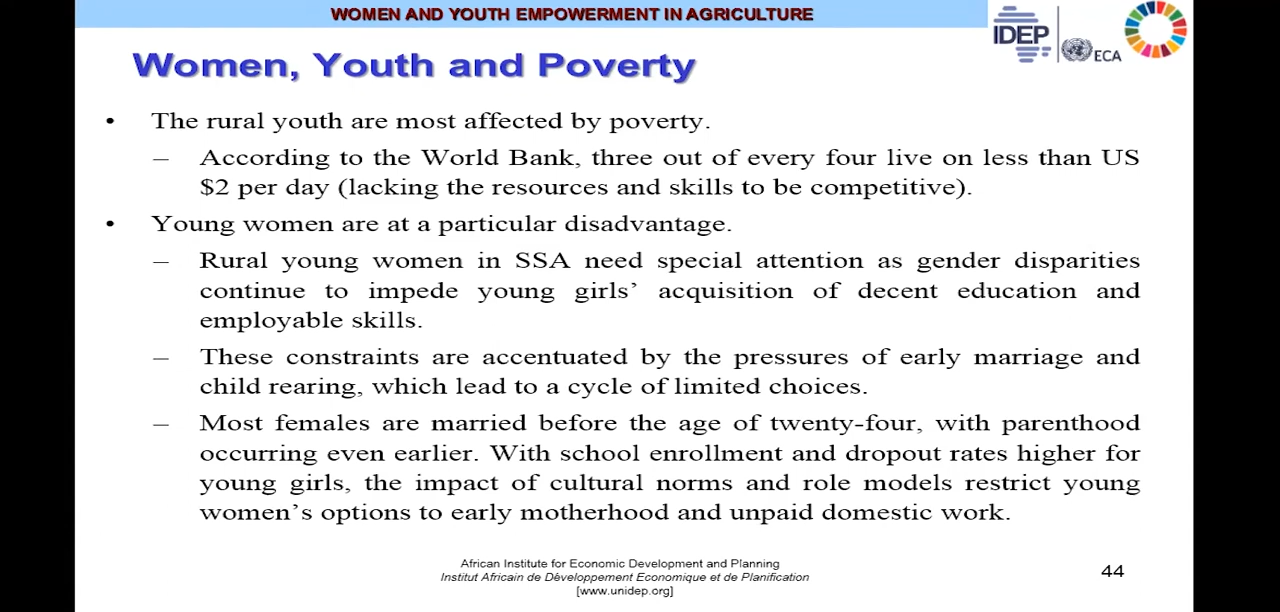 WOMEN AND YOUTH EMPOWERMENT IN AGRICULTURE
IDEP
ECA
Women, Youth and Poverty
• The rural youth are most affected by poverty.
– According to the World Bank, three out of every four live on less than US
$2 per day (lacking the resources and skills to be competitive).
• Young women are at a particular disadvantage.
– Rural young women in SSA need special attention as gender disparities
continue to impede young girls’ acquisition of decent education and
employable skills.
– These constraints are accentuated by the pressures of early marriage and
child rearing, which lead to a cycle of limited choices.
– Most females are married before the age of twenty-four, with parenthood
occurring even earlier. With school enrollment and dropout rates higher for
young girls, the impact of cultural norms and role models restrict young
women’s options to early motherhood and unpaid domestic work.
African Institute for Economic Development and Planning
Institut Africain de Développement Economique et de Planification
[www.unidep.org]
44